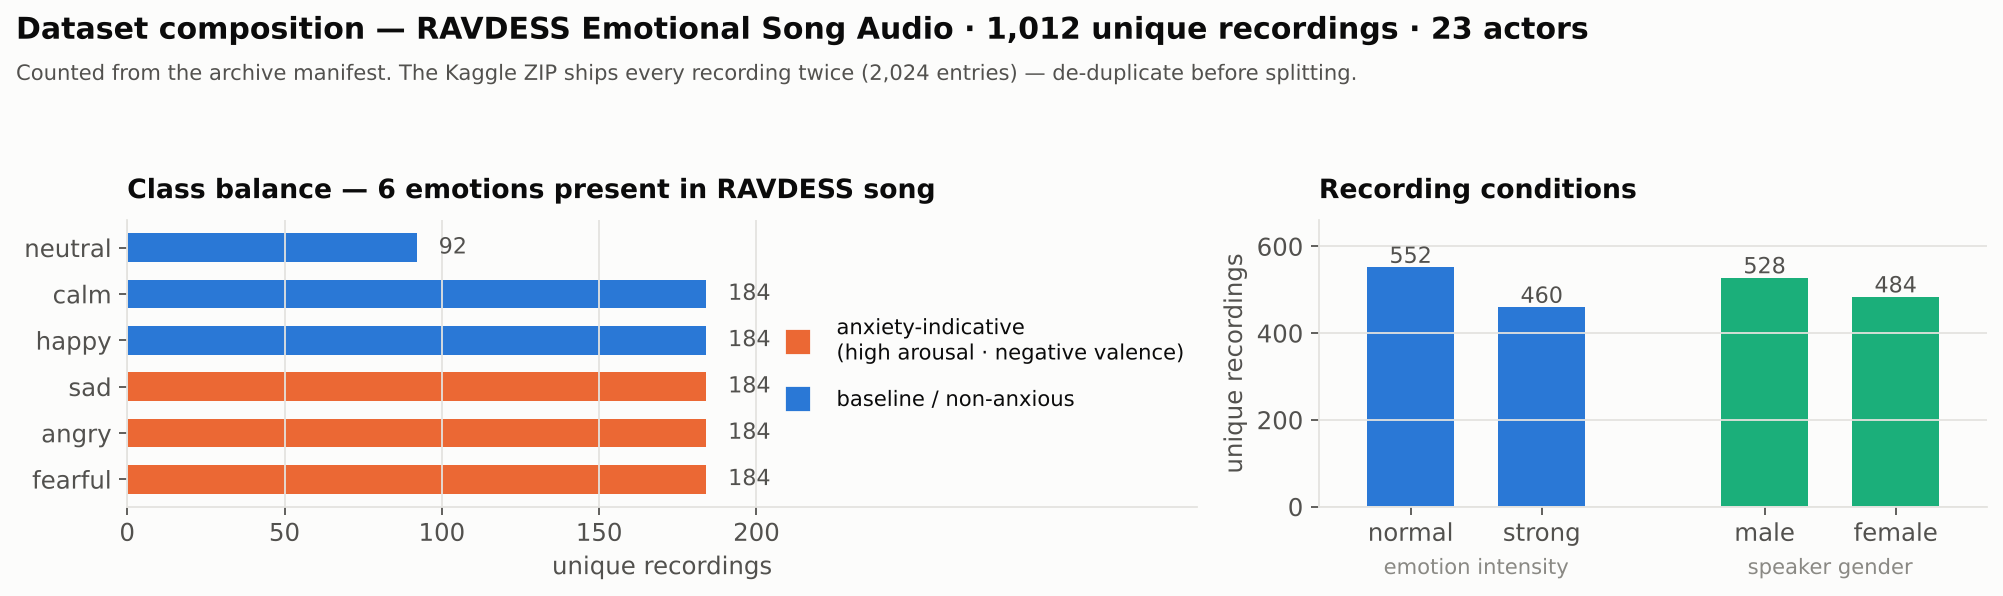 Dataset composition — RAVDESS Emotional Song Audio · 1,012 unique recordings · 23 actors
Counted from the archive manifest. The Kaggle ZIP ships every recording twice (2,024 entries) — de-duplicate before splitting.
Class balance — 6 emotions present in RAVDESS song
neutral 92
calm 184
happy 184
sad 184
angry 184
fearful 184
0 50 100 150 200
unique recordings
anxiety-indicative
(high arousal · negative valence)
baseline / non-anxious
Recording conditions
unique recordings
600
400
200
0
552 460 528 484
normal strong male female
emotion intensity speaker gender